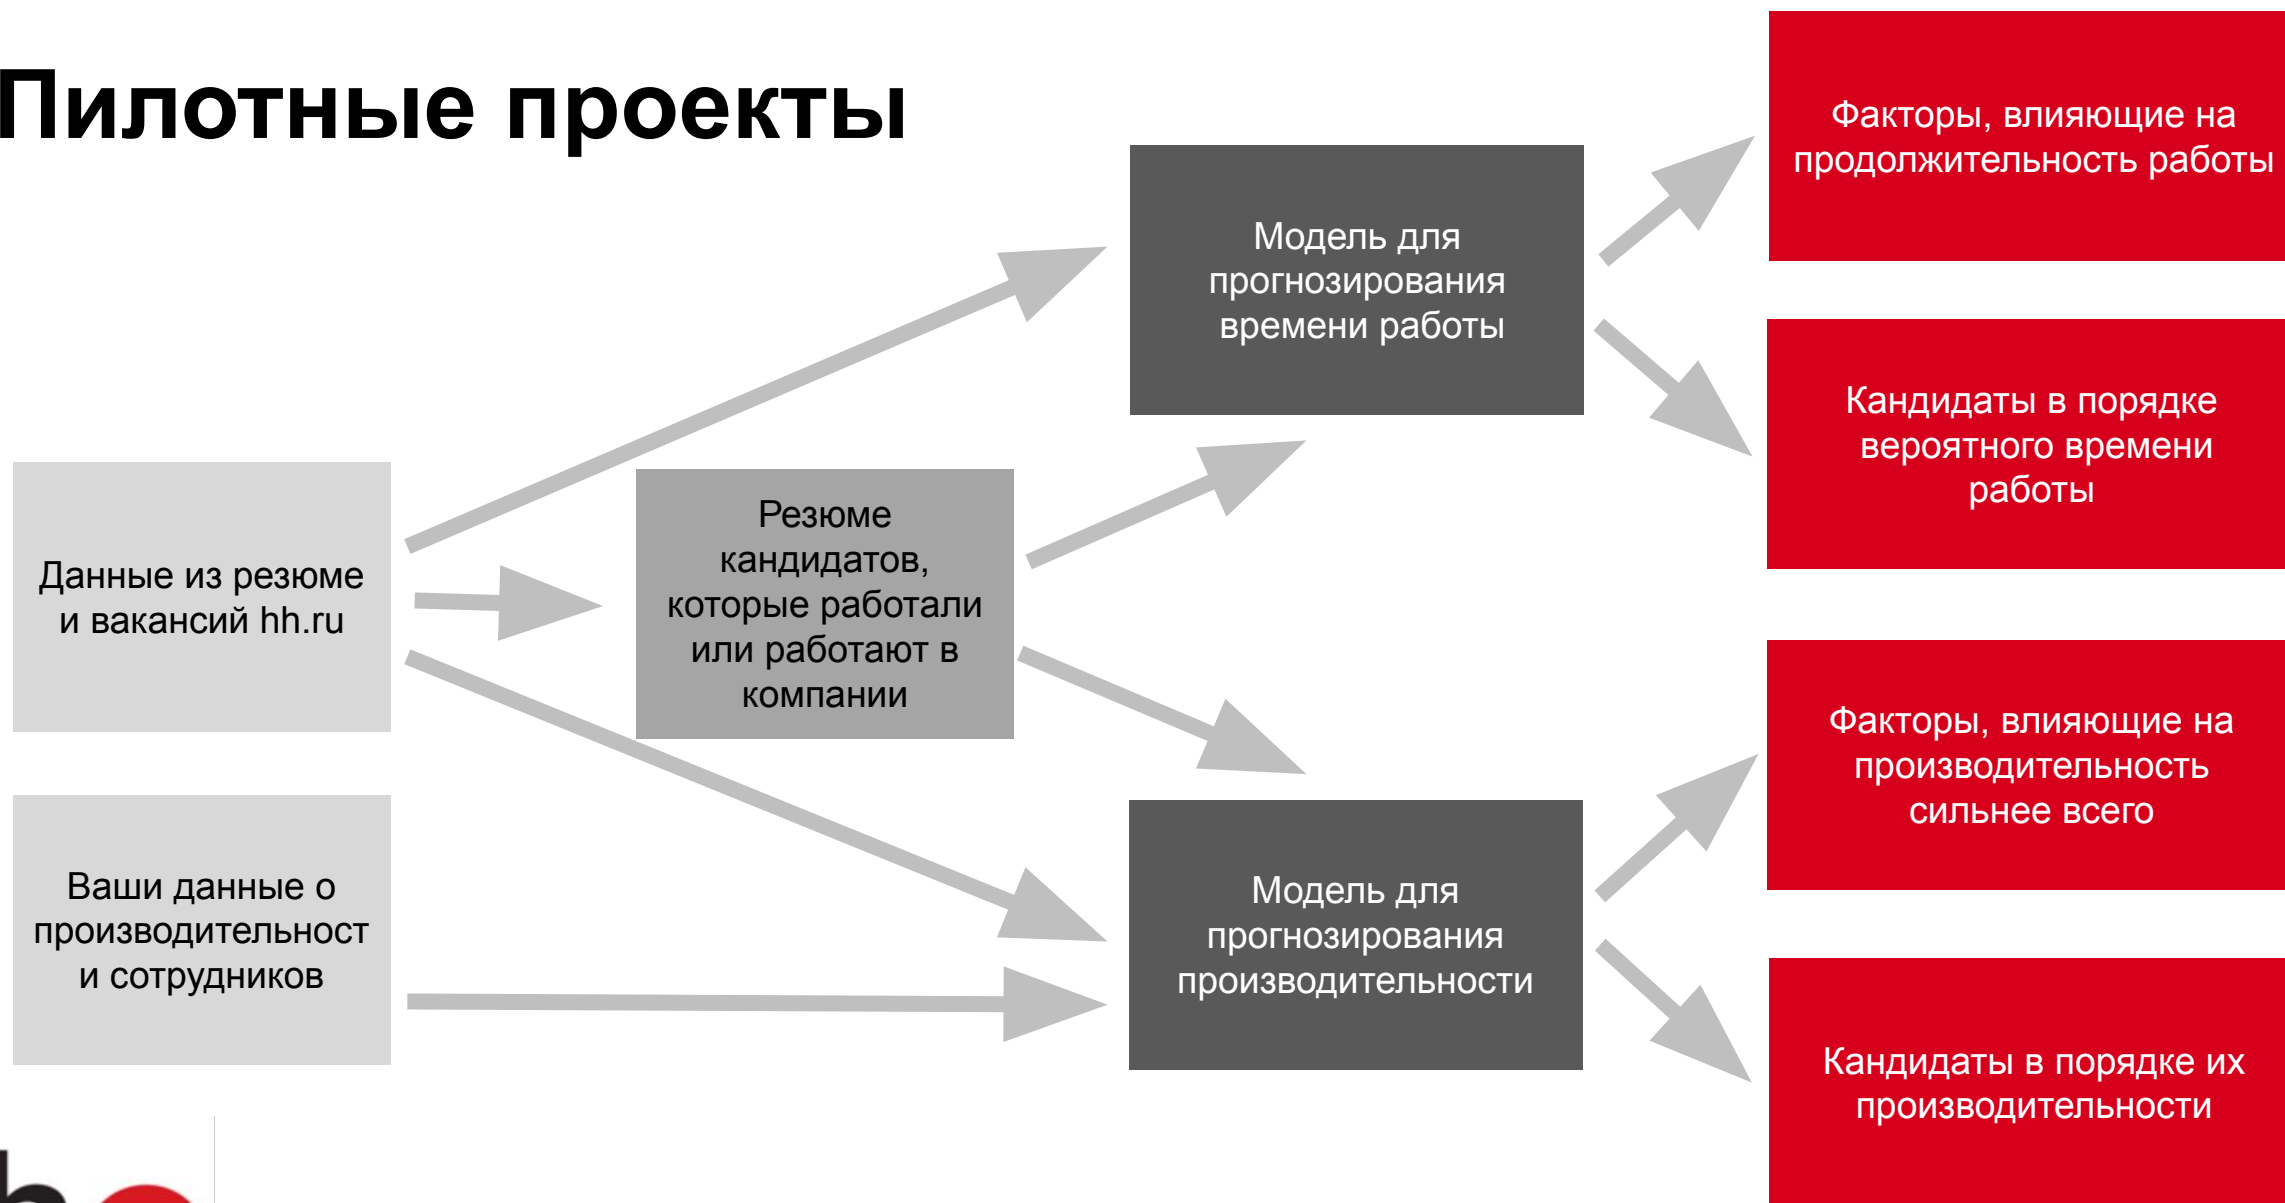 Пилотные проекты
Факторы, влияющие на
продолжительность работы
Модель для
прогнозирования
времени работы
Кандидаты в порядке
вероятного времени
работы
Данные из резюме
и вакансий hh.ru
Резюме
кандидатов,
которые работали
или работают в
компании
Факторы, влияющие на
производительность
сильнее всего
Ваши данные о
производительност
и сотрудников
Модель для
прогнозирования
производительности
Кандидаты в порядке их
производительности